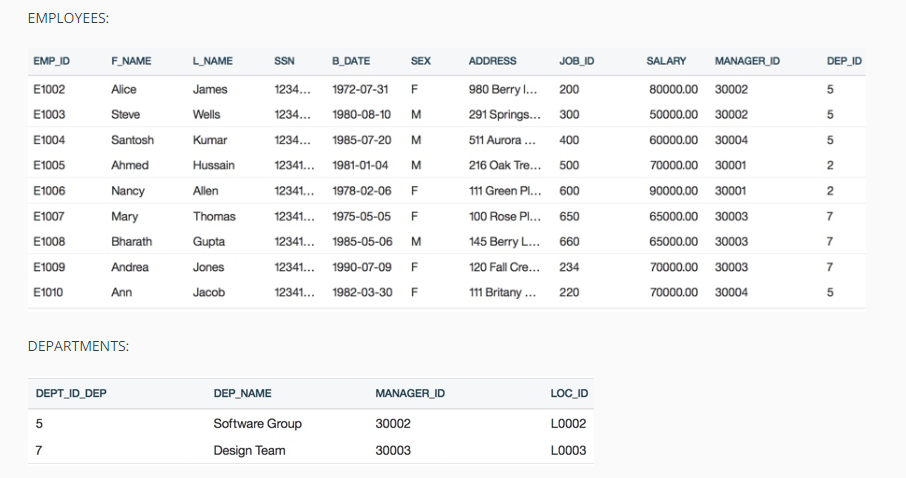 EMPLOYEES:
EMP_ID F_NAME L_NAME SSN B_DATE SEX ADDRESS JOB_ID SALARY MANAGER_ID DEP_ID
E1002 Alice James 1234... 1972-07-31 F 980 Berry l... 200 80000.00 30002 5
E1003 Steve Wells 1234... 1980-08-10 M 291 Springs... 300 50000.00 30002 5
E1004 Santosh Kumar 1234... 1985-07-20 M 511 Aurora ... 400 60000.00 30004 5
E1005 Ahmed Hussain 12341... 1981-01-04 M 216 Oak Tre... 500 70000.00 30001 2
E1006 Nancy Allen 12341... 1978-02-06 F 111 Green Pl... 600 90000.00 30001 2
E1007 Mary Thomas 12341... 1975-05-05 F 100 Rose Pl... 650 65000.00 30003 7
E1008 Bharath Gupta 12341... 1985-05-06 M 145 Berry L... 660 65000.00 30003 7
E1009 Andrea Jones 12341... 1990-07-09 F 120 Fall Cre... 234 70000.00 30003 7
E1010 Ann Jacob 12341... 1982-03-30 F 111 Britany ... 220 70000.00 30004 5
DEPARTMENTS:
DEPT_ID_DEP DEP_NAME MANAGER_ID LOC_ID
5 Software Group 30002 L0002
7 Design Team 30003 L0003